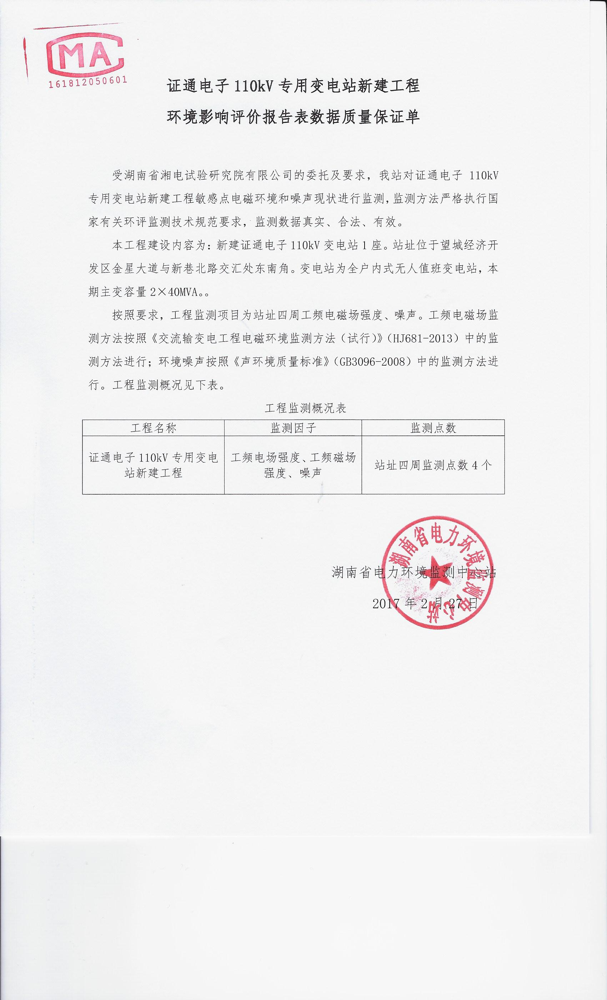 MA
161812050601
证通电子 110kV 专用变电站新建工程
环境影响评价报告表数据质量保证单
受湖南省湘电试验研究院有限公司的委托及要求，我站对证通电子 110kV
专用变电站新建工程敏感点电磁环境和噪声现状进行监测，监测方法严格执行国
家有关环评监测技术规范要求，监测数据真实、合法、有效。
本工程建设内容为：新建证通电子 110kV 变电站 1 座。站址位于望城经济开
发区金星大道与新巷北路交汇处东南角。变电站为全户内式无人值班变电站，本
期主变容量 2×40MVA。。
按照要求，工程监测项目为站址四周工频电磁场强度、噪声。工频电磁场监
测方法按照《交流输变电工程电磁环境监测方法（试行）》（HJ681-2013）中的监
测方法进行；环境噪声按照《声环境质量标准》（GB3096-2008）中的监测方法进
行。工程监测概况见下表。
工程监测概况表
工程名称 监测因子 监测点数
证通电子 110kV 专用变电 工频电场强度、工频磁场
站新建工程 强度、噪声 站址四周监测点数 4 个
湖南省电力环境监测中心站
湖南省电力环境监测中心站
2017 年 2 月 27 日